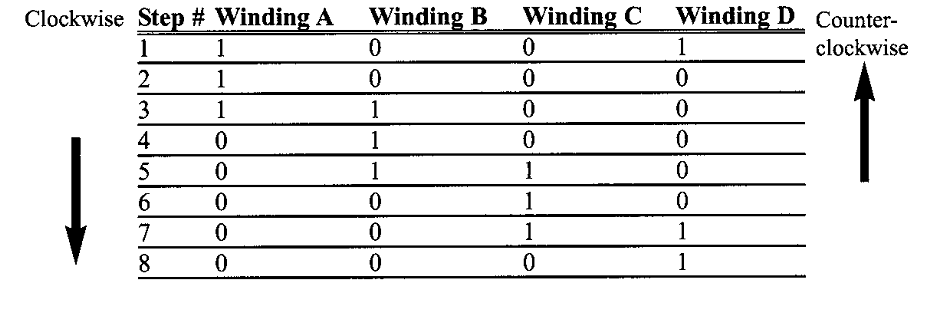 Clockwise Step # Winding A Winding B Winding C Winding D Counter-
1 1 0 0 1 clockwise
2 1 0 0 0
3 1 1 0 0
4 0 1 0 0
5 0 1 1 0
6 0 0 1 0
7 0 0 1 1
8 0 0 0 1